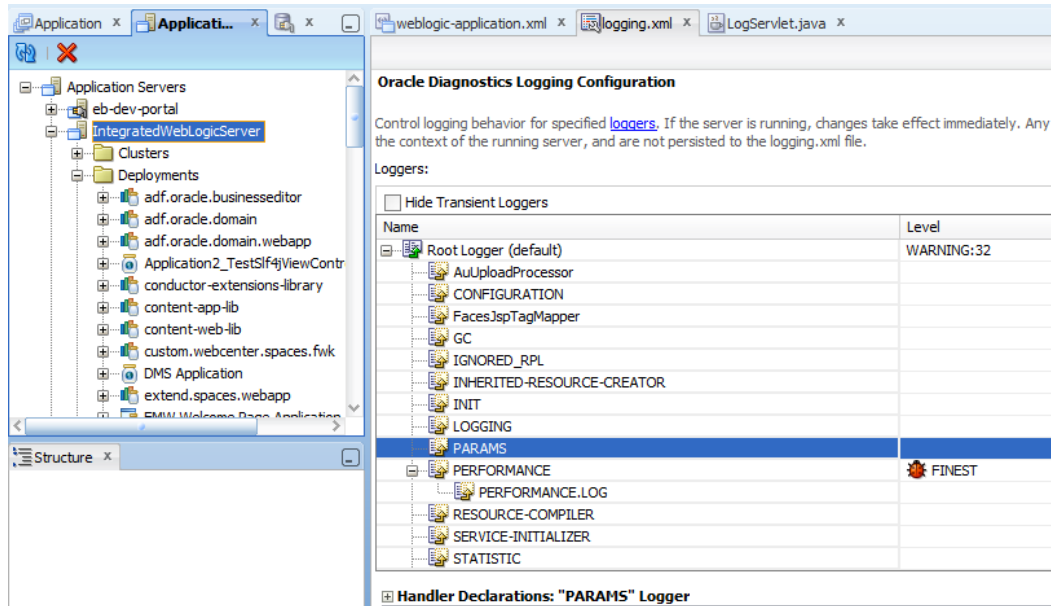 Application x
Applicati... x
x
weblogic-application.xml x
logging.xml x
LogServlet.java x
Application Servers
eb-dev-portal
IntegratedWebLogicServer
Clusters
Deployments
adf.oracle.businesseditor
adf.oracle.domain
adf.oracle.domain.webapp
Application2_TestSlf4jViewContr
conductor-extensions-library
content-app-lib
content-web-lib
custom.webcenter.spaces.fwk
DMS Application
extend.spaces.webapp
FMW Welcome Page Application
Structure x
Oracle Diagnostics Logging Configuration
Control logging behavior for specified loggers. If the server is running, changes take effect immediately. Any
the context of the running server, and are not persisted to the logging.xml file.
Loggers:
Hide Transient Loggers
Name Level
Root Logger (default) WARNING:32
AuUploadProcessor
CONFIGURATION
FacesJspTagMapper
GC
IGNORED_RPL
INHERITED-RESOURCE-CREATOR
INIT
LOGGING
PARAMS
PERFORMANCE FINEST
PERFORMANCE.LOG
RESOURCE-COMPILER
SERVICE-INITIALIZER
STATISTIC
Handler Declarations: "PARAMS" Logger